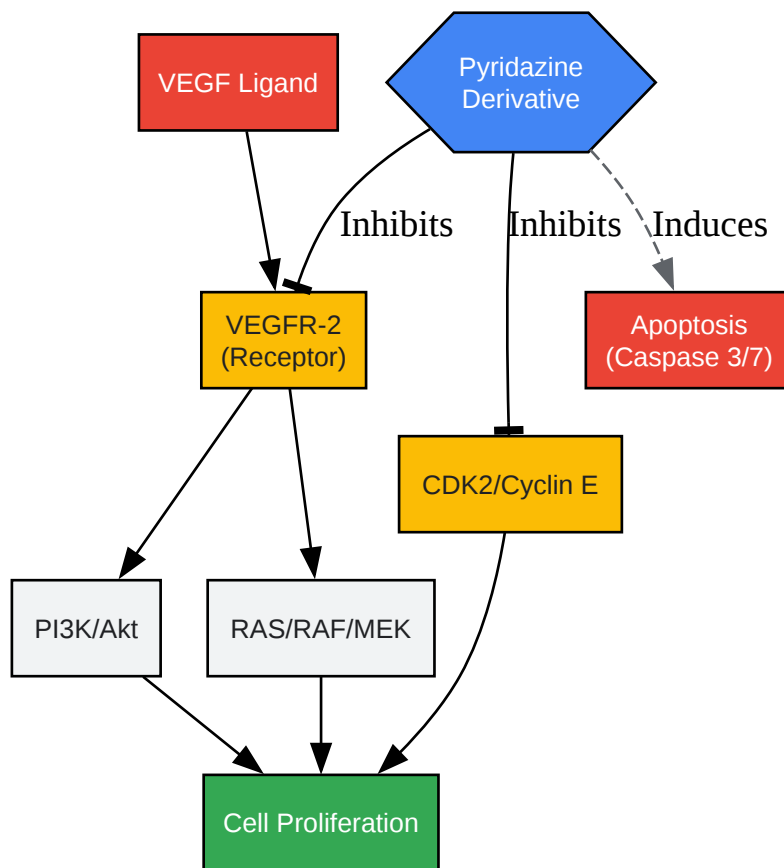 VEGF Ligand
Pyridazine
Derivative
Inhibits
Inhibits
Induces
VEGFR-2
(Receptor)
Apoptosis
(Caspase 3/7)
CDK2/Cyclin E
PI3K/Akt
RAS/RAF/MEK
Cell Proliferation